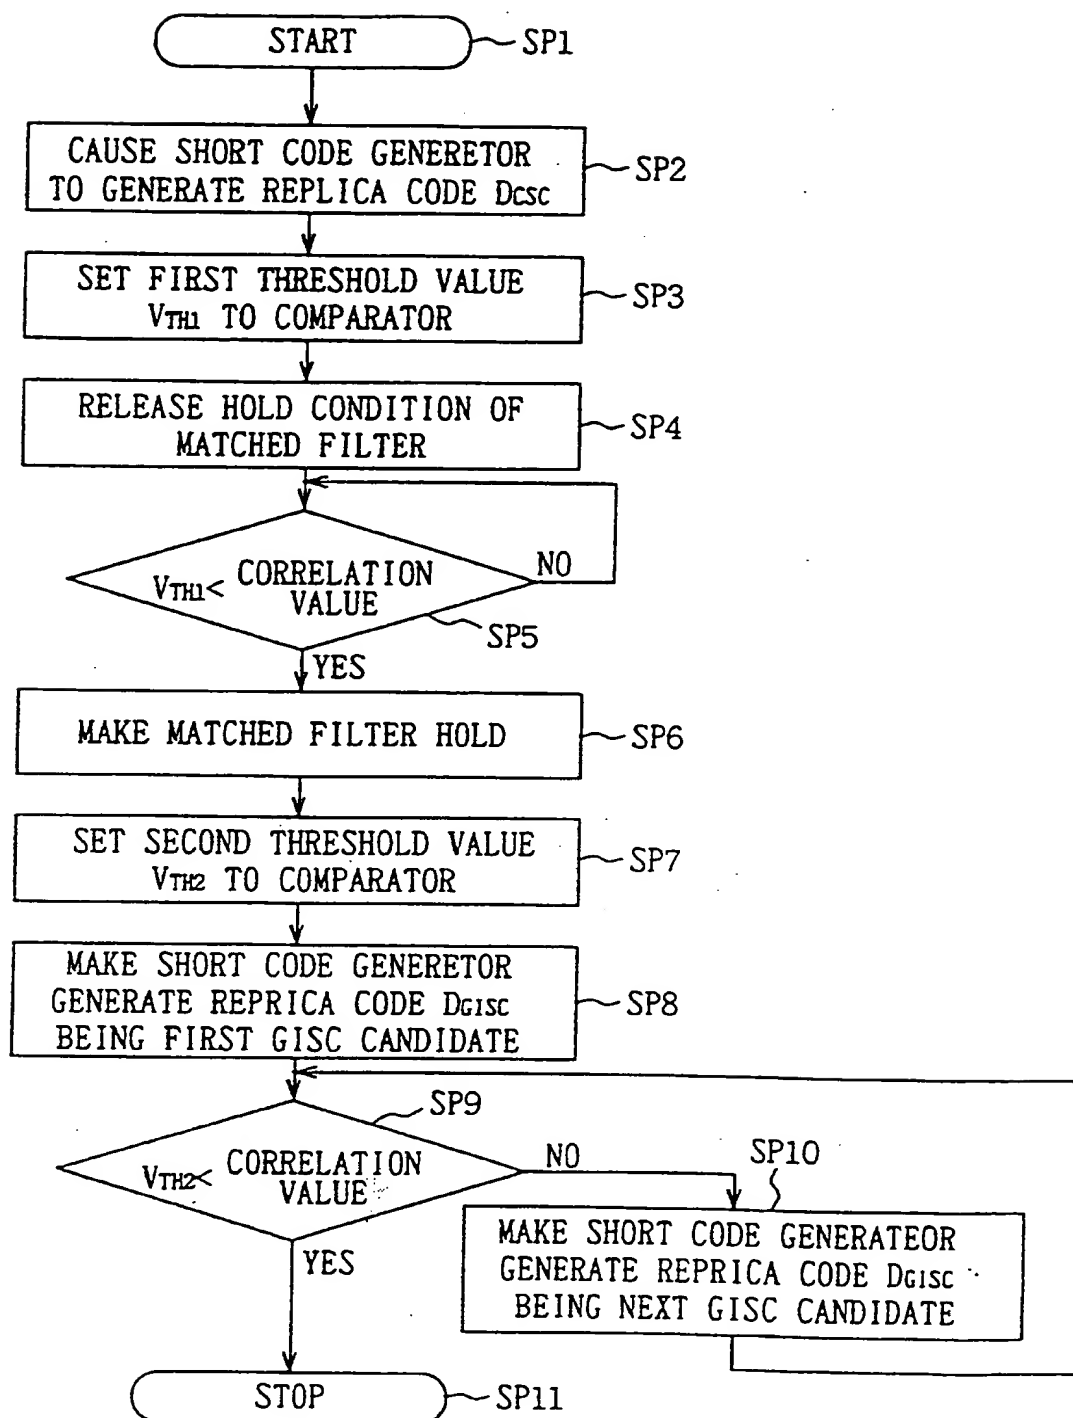 START
SP1
CAUSE SHORT CODE GENERETOR
TO GENERATE REPLICA CODE DCSC
SP2
SET FIRST THRESHOLD VALUE
VTH1 TO COMPARATOR
SP3
RELEASE HOLD CONDITION OF
MATCHED FILTER
SP4
VTH1< CORRELATION
VALUE
NO
SP5
YES
MAKE MATCHED FILTER HOLD
SP6
SET SECOND THRESHOLD VALUE
VTH2 TO COMPARATOR
SP7
MAKE SHORT CODE GENERETOR
GENERATE REPRICA CODE DGISC
BEING FIRST GISC CANDIDATE
SP8
SP9
VTH2< CORRELATION
VALUE
NO
YES
SP10
MAKE SHORT CODE GENERATEOR
GENERATE REPRICA CODE DGISC
BEING NEXT GISC CANDIDATE
STOP
SP11